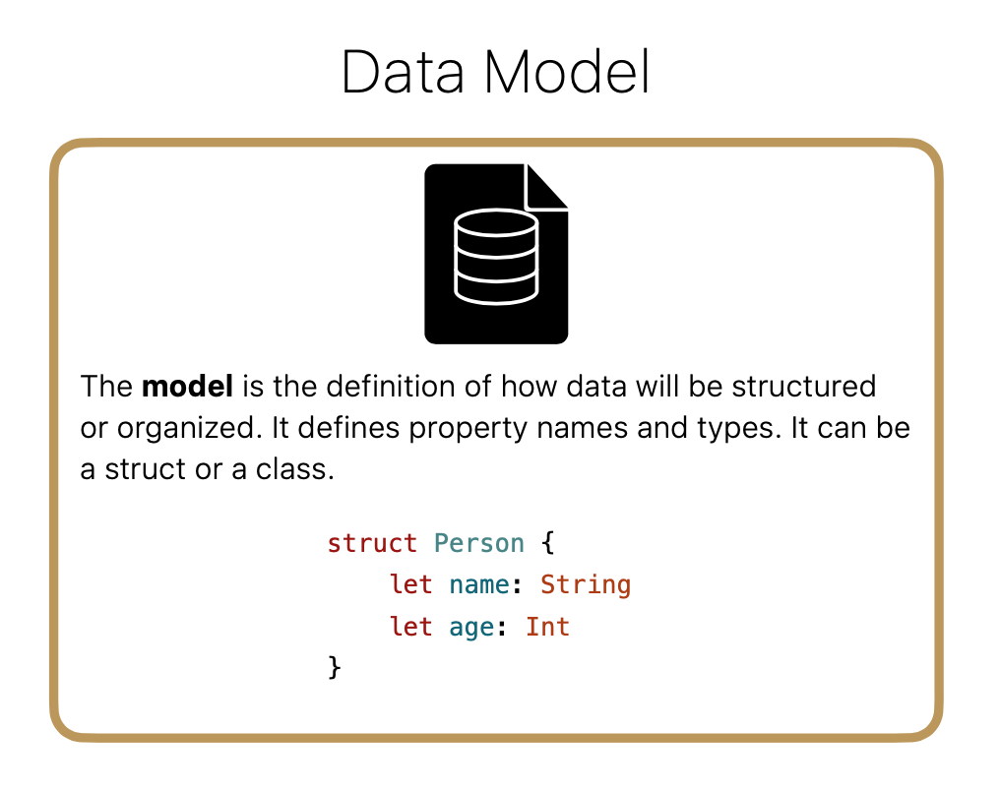 Data Model
The model is the definition of how data will be structured
or organized. It defines property names and types. It can be
a struct or a class.
struct Person {
    let name: String
    let age: Int
}